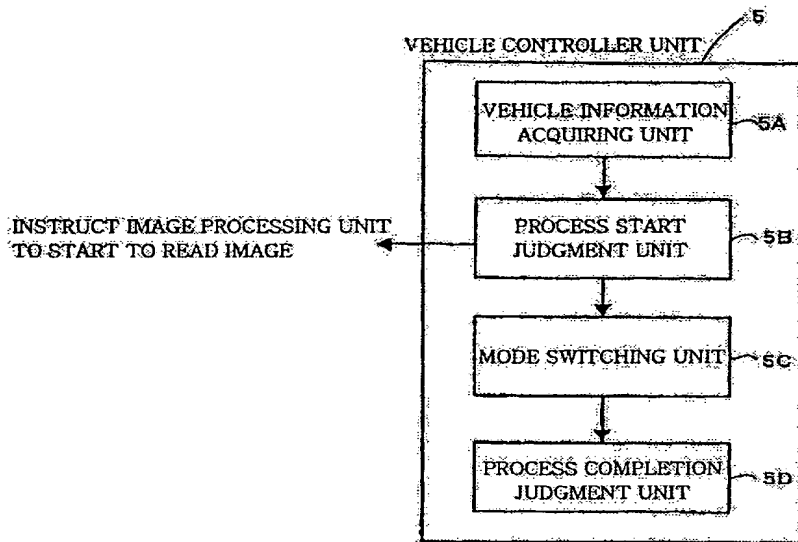 5
VEHICLE CONTROLLER UNIT
VEHICLE INFORMATION
ACQUIRING UNIT
5A
INSTRUCT IMAGE PROCESSING UNIT
TO START TO READ IMAGE
PROCESS START
JUDGMENT UNIT
5B
MODE SWITCHING UNIT
5C
PROCESS COMPLETION
JUDGMENT UNIT
5D